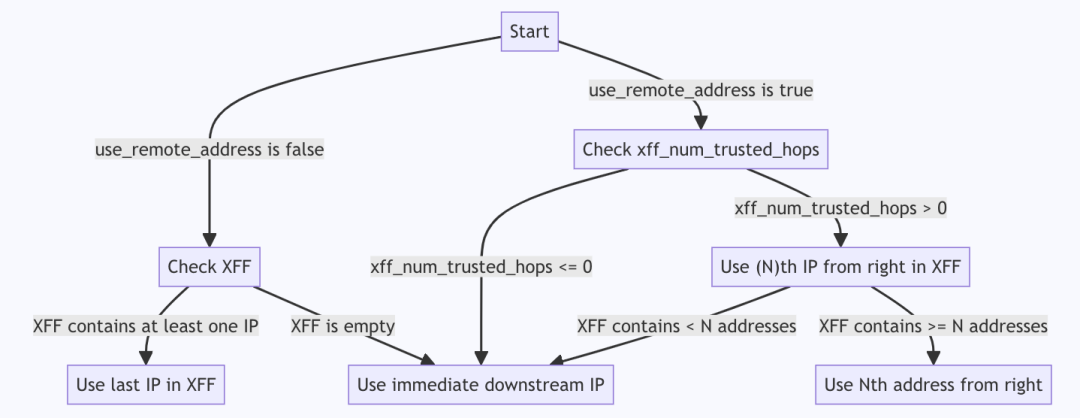 Start
use_remote_address is true
use_remote_address is false
Check xff_num_trusted_hops
xff_num_trusted_hops > 0
Check XFF
xff_num_trusted_hops <= 0
Use (N)th IP from right in XFF
XFF contains at least one IP
XFF is empty
XFF contains < N addresses
XFF contains >= N addresses
Use last IP in XFF
Use immediate downstream IP
Use Nth address from right